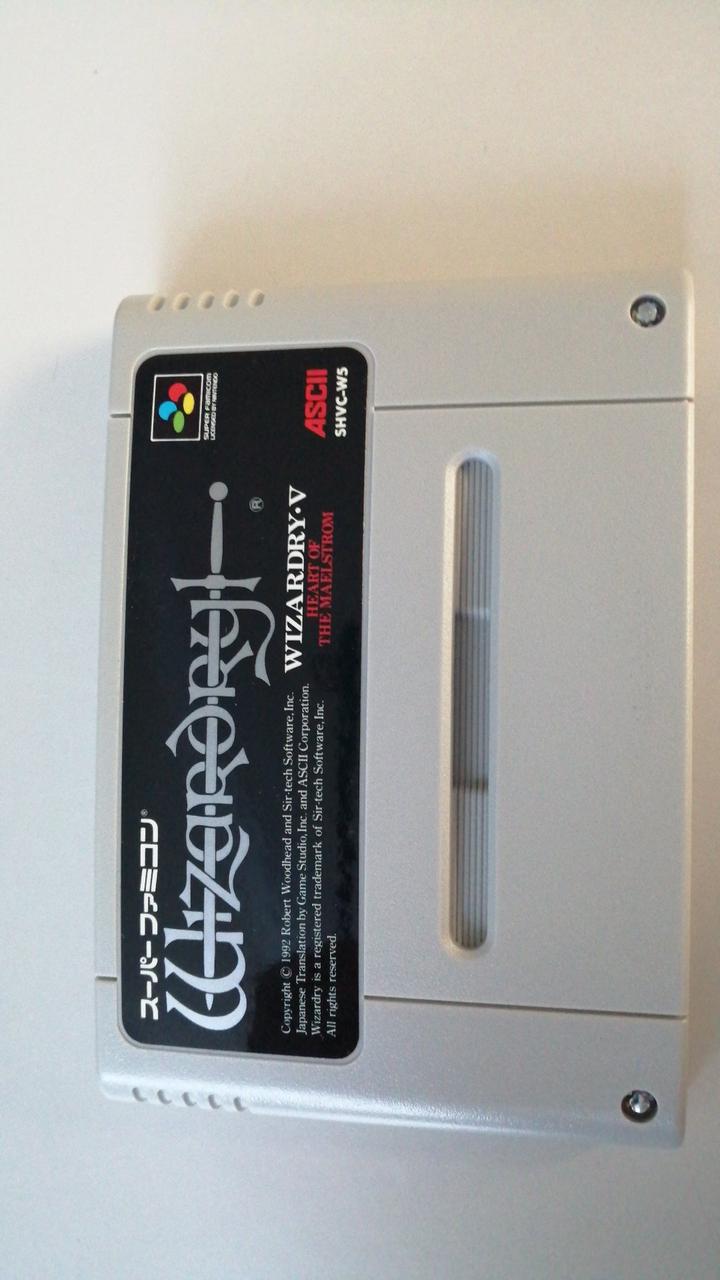 スーパーファミコン®
Wizardry®
SUPER Famicom
LICENSED BY NINTENDO
WIZARDRY·V
HEART OF
THE MAELSTROM
ASCII
SHVC-W5
Copyright © 1992 Robert Woodhead and Sir-tech Software, Inc.
Japanese Translation by Game Studio, Inc. and ASCII Corporation.
Wizardry is a registered trademark of Sir-tech Software, Inc.
All rights reserved.